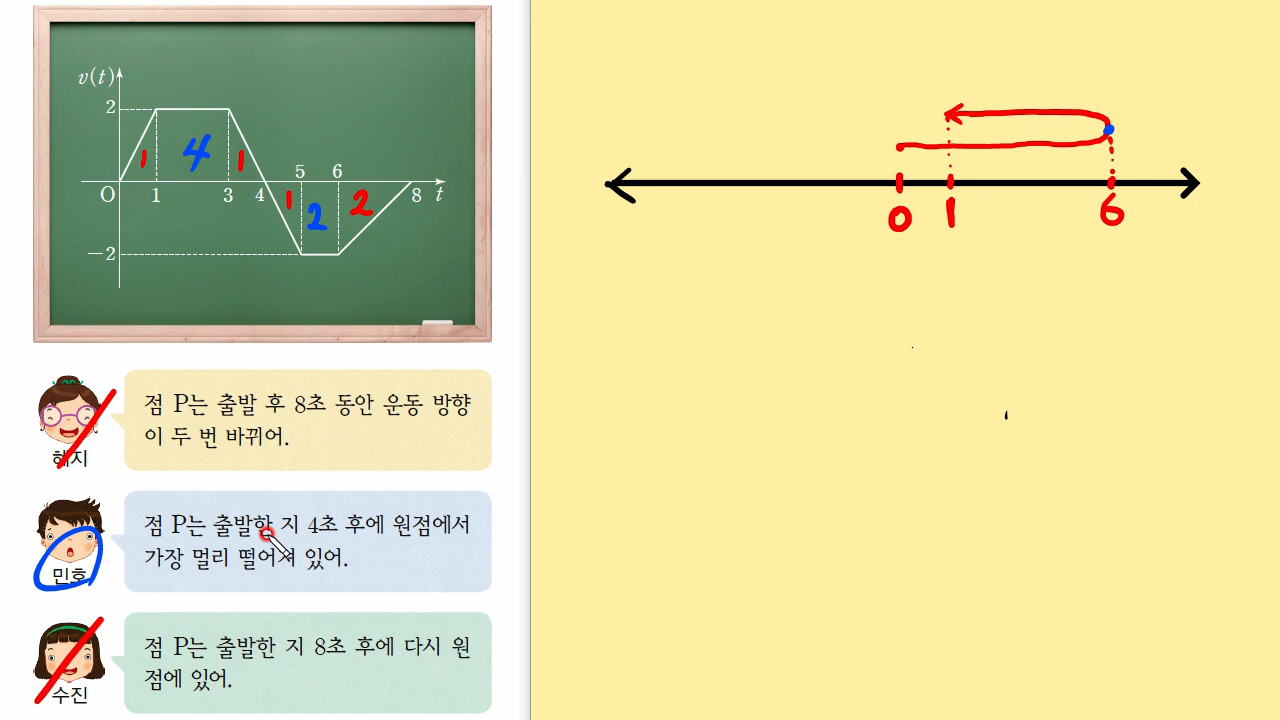 v(t)
2
1 4 1
5 6
O 1 3 4 8 t
1 2 2
−2
점 P는 출발 후 8초 동안 운동 방향
이 두 번 바뀌어.
혜지
점 P는 출발한 지 4초 후에 원점에서
가장 멀리 떨어져 있어.
민호
점 P는 출발한 지 8초 후에 다시 원
점에 있어.
수진
0 1 6